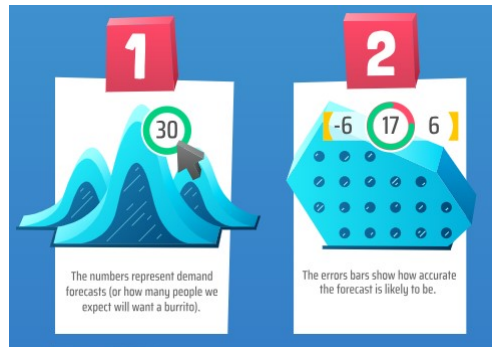 1
30
The numbers represent demand
forecasts (or how many people we
expect will want a burrito).
2
-6 17 6
The errors bars show how accurate
the forecast is likely to be.